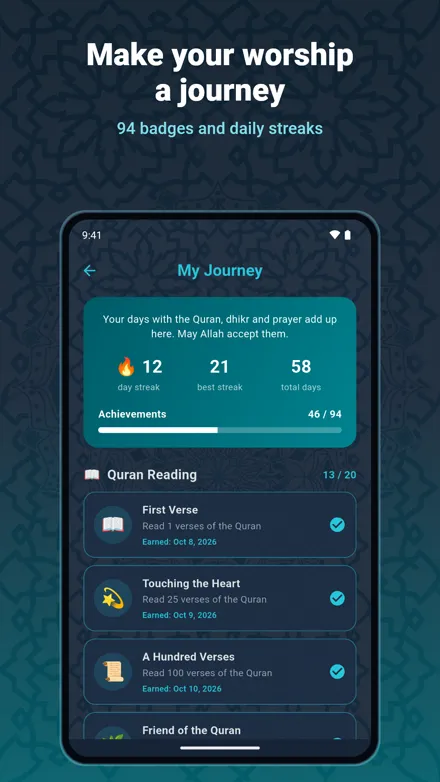 Make your worship
a journey
94 badges and daily streaks
9:41
My Journey
Your days with the Quran, dhikr and prayer add up
here. May Allah accept them.
🔥 12
21
58
day streak
best streak
total days
Achievements
46 / 94
📖 Quran Reading
13 / 20
First Verse
Read 1 verses of the Quran
Earned: Oct 8, 2026
Touching the Heart
Read 25 verses of the Quran
Earned: Oct 9, 2026
A Hundred Verses
Read 100 verses of the Quran
Earned: Oct 10, 2026
Friend of the Quran